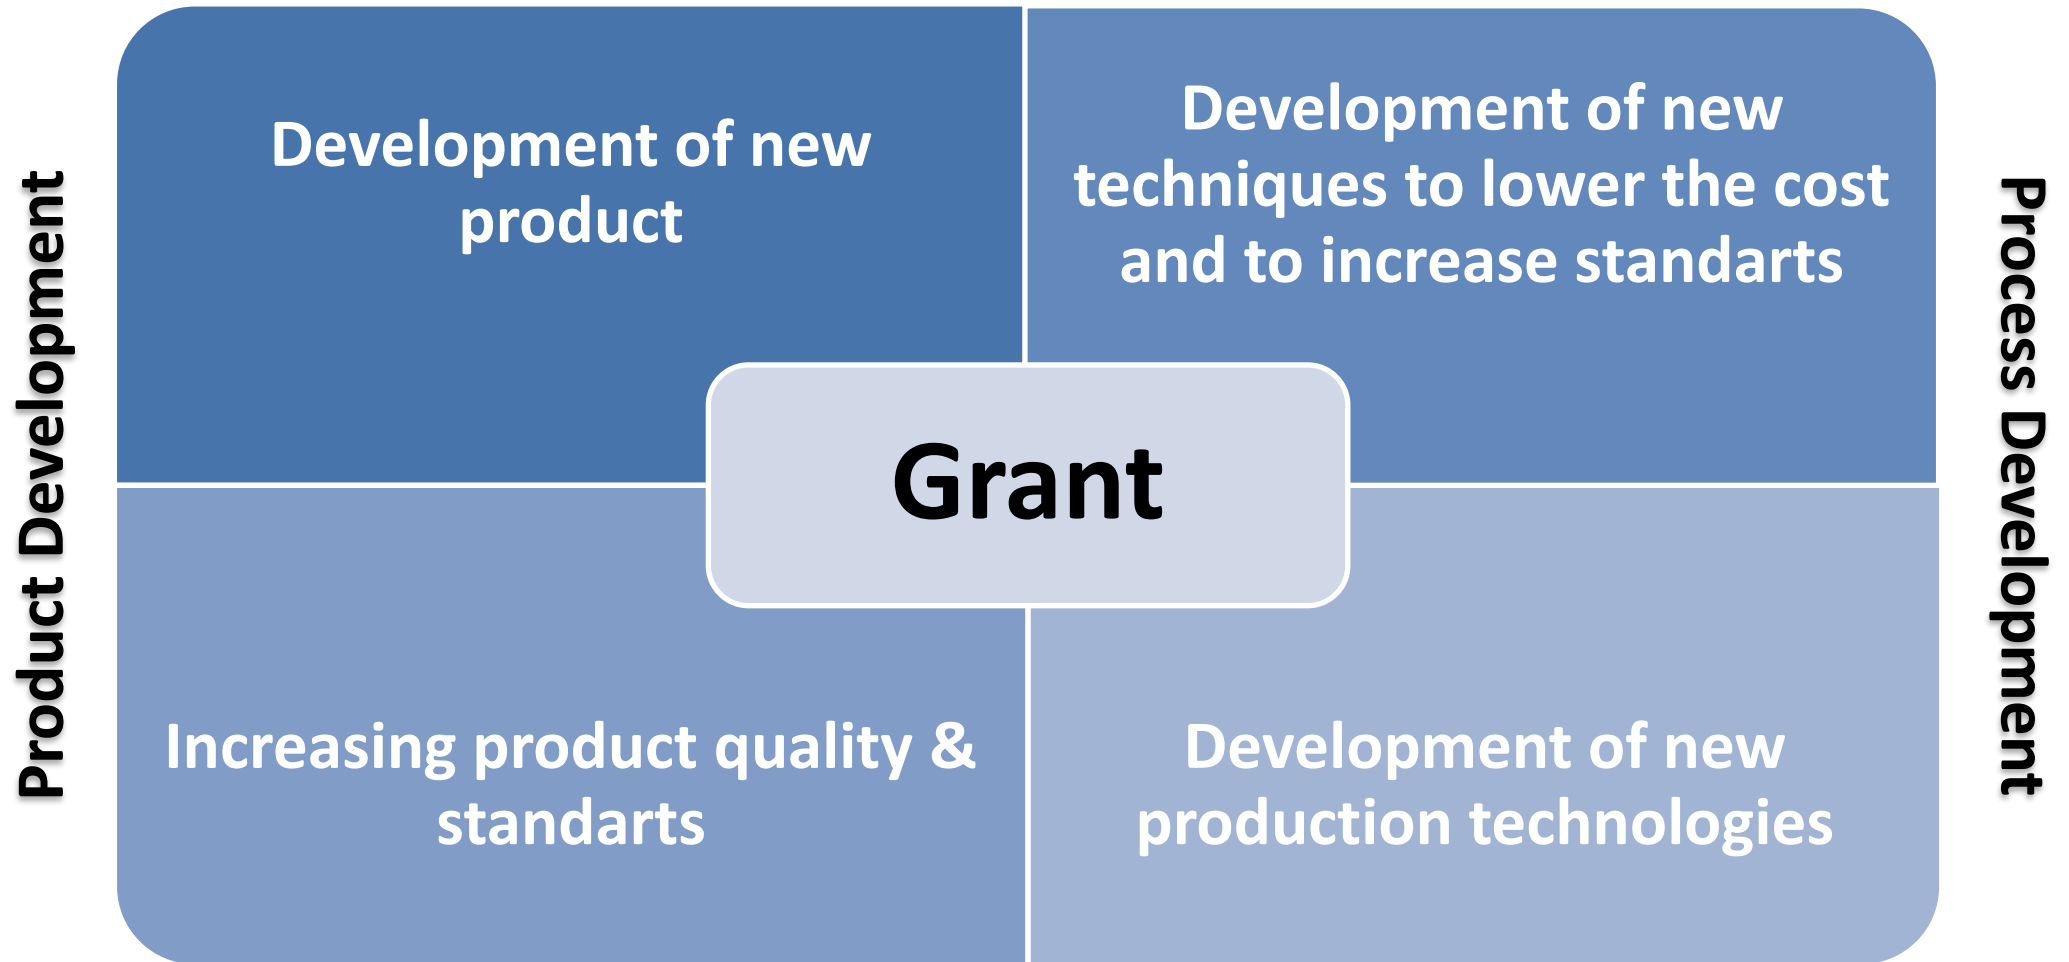 Product Development
Development of new
product
Development of new
techniques to lower the cost
and to increase standarts
Grant
Increasing product quality &
standarts
Development of new
production technologies
Process Development